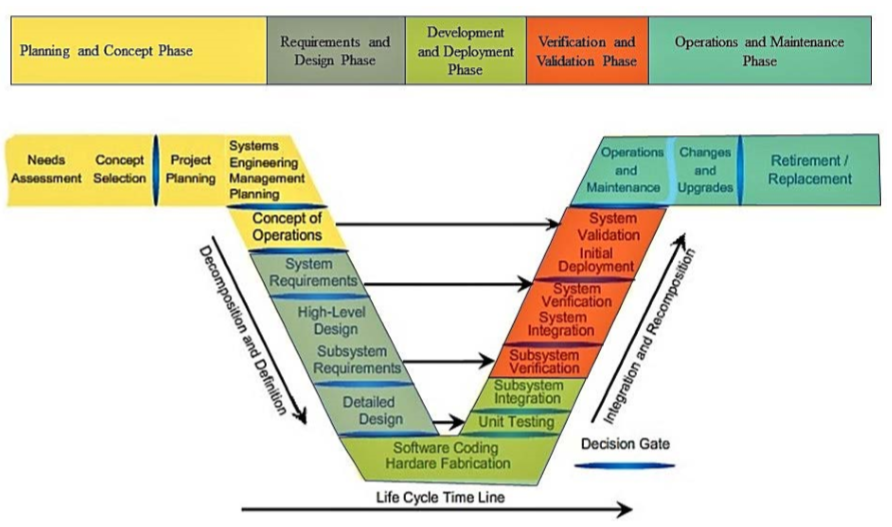 Planning and Concept Phase
Requirements and
Design Phase
Development
and Deployment
Phase
Verification and
Validation Phase
Operations and Maintenance
Phase
Needs
Assessment
Concept
Selection
Project
Planning
Systems
Engineering
Management
Planning
Operations
and
Maintenance
Changes
and
Upgrades
Retirement /
Replacement
Concept of
Operations
System
Validation
Initial
Deployment
System
Requirements
System
Verification
System
Integration
High-Level
Design
Subsystem
Requirements
Subsystem
Verification
Detailed
Design
Subsystem
Integration
Unit Testing
Software Coding
Hardare Fabrication
Decomposition and Definition
Integration and Recomposition
Decision Gate
Life Cycle Time Line